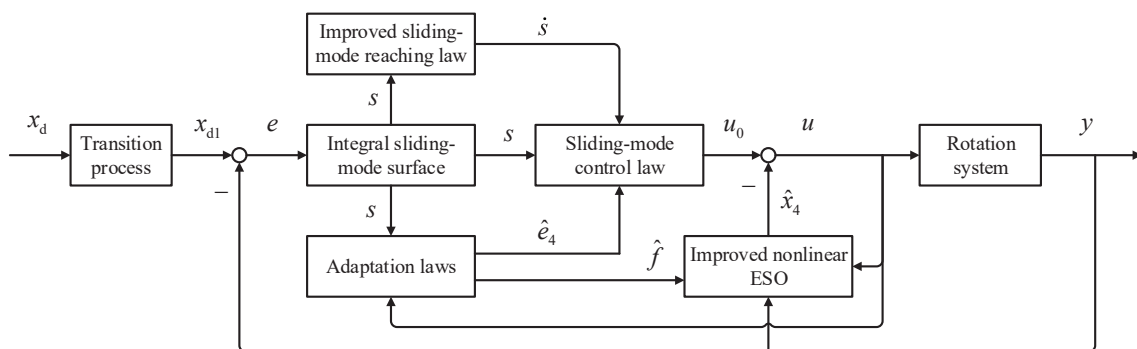 Improved sliding-
mode reaching law
ṡ
s
x_d
Transition
process
x_d1
e
−
Integral sliding-
mode surface
s
Sliding-mode
control law
u_0
u
−
Rotation
system
y
s
ê_4
x̂_4
Adaptation laws
f̂
Improved nonlinear
ESO